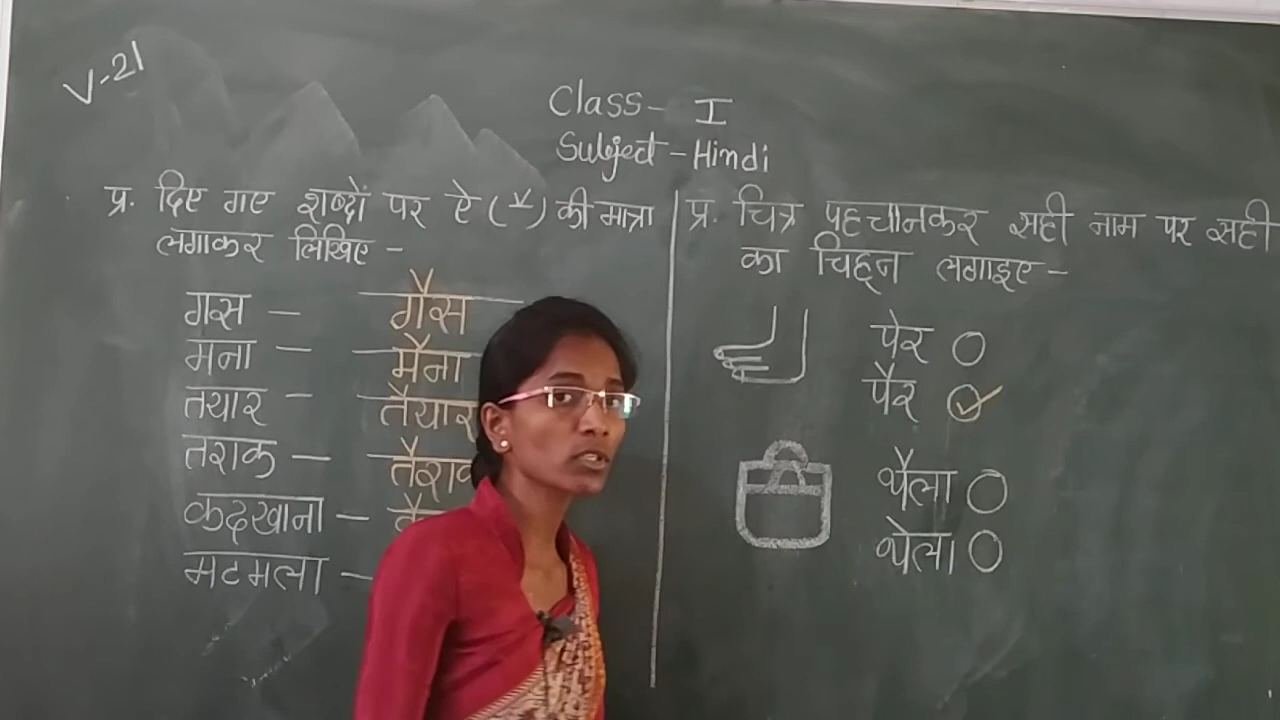 V-21
Class- I
Subject-Hindi
प्र. दिए गए शब्दों पर ऐ (ै) की मात्रा
लगाकर लिखिए -
गस - गैस
मना - मैना
तयार - तैयार
तराक - तैराक
कदखाना - कै
मटमला -
प्र. चित्र पहचानकर सही नाम पर सही
का चिह्न लगाइए -
पेर
पैर ✓
थैला
थेला